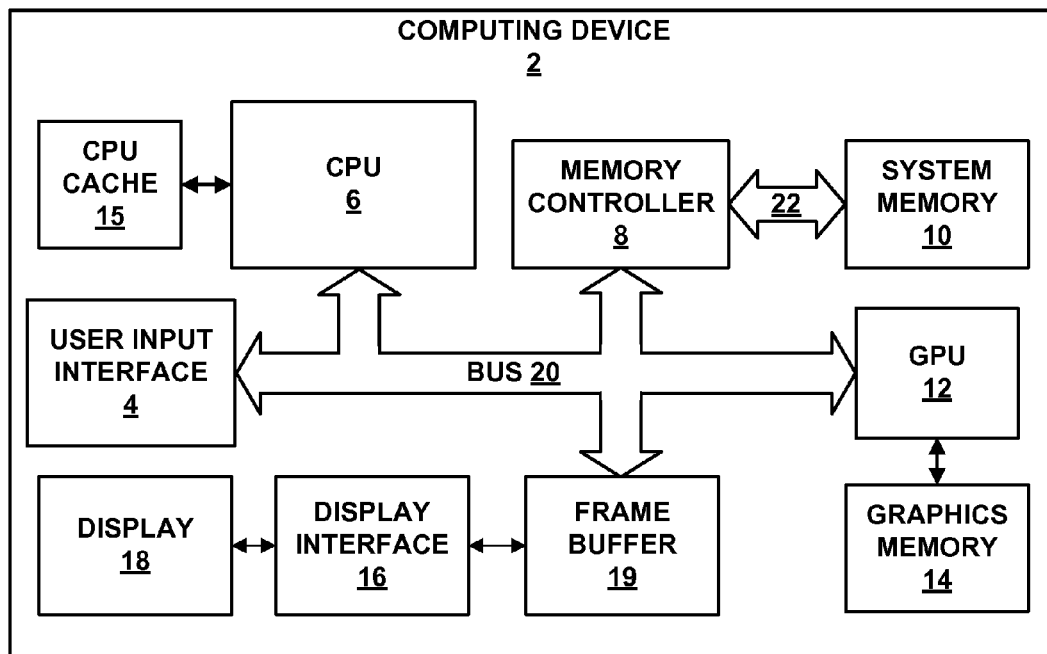 COMPUTING DEVICE
2
CPU
CACHE
15
CPU
6
MEMORY
CONTROLLER
8
22
SYSTEM
MEMORY
10
USER INPUT
INTERFACE
4
BUS 20
GPU
12
DISPLAY
18
DISPLAY
INTERFACE
16
FRAME
BUFFER
19
GRAPHICS
MEMORY
14